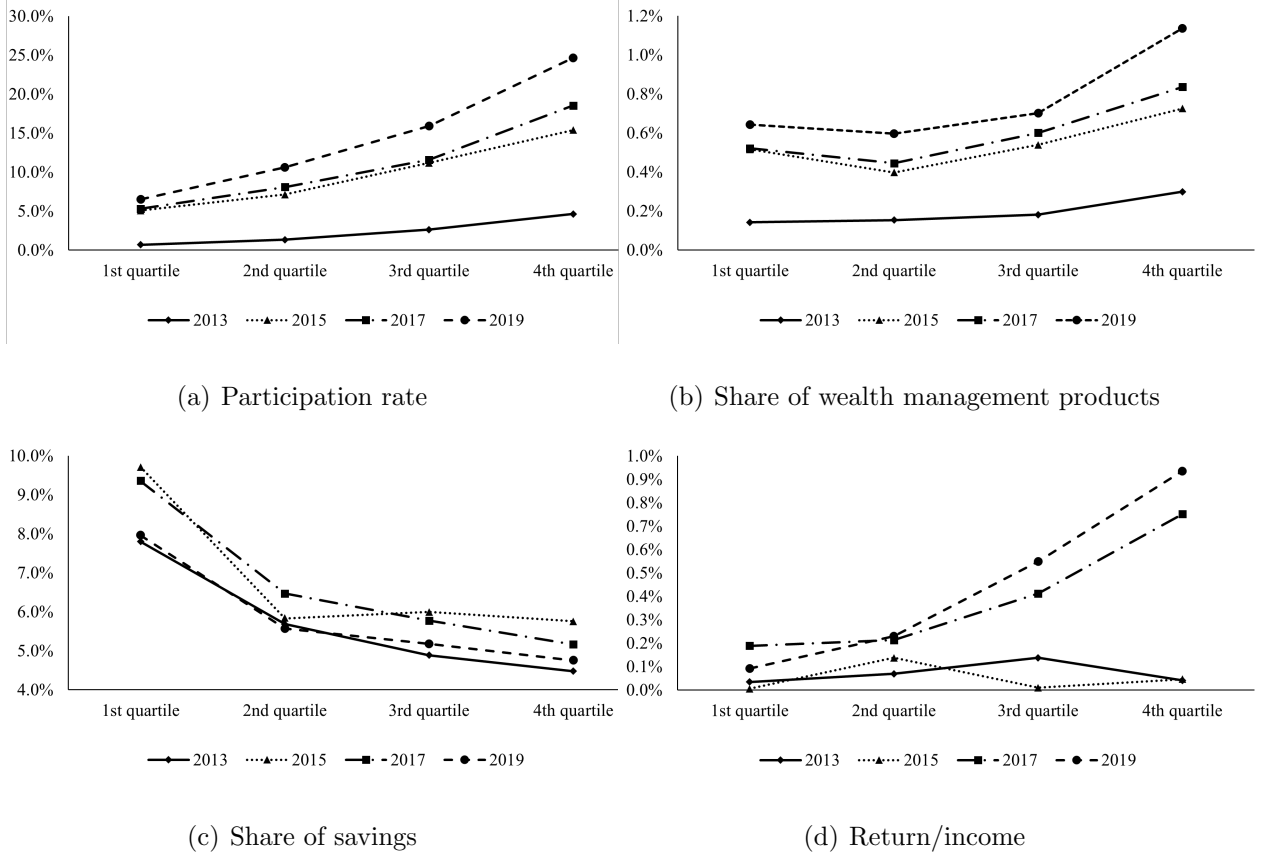 30.0%
25.0%
20.0%
15.0%
10.0%
5.0%
0.0%
1st quartile 2nd quartile 3rd quartile 4th quartile
2013 2015 2017 2019
(a) Participation rate
1.2%
1.0%
0.8%
0.6%
0.4%
0.2%
0.0%
1st quartile 2nd quartile 3rd quartile 4th quartile
2013 2015 2017 2019
(b) Share of wealth management products
10.0%
9.0%
8.0%
7.0%
6.0%
5.0%
4.0%
1st quartile 2nd quartile 3rd quartile 4th quartile
2013 2015 2017 2019
(c) Share of savings
1.0%
0.9%
0.8%
0.7%
0.6%
0.5%
0.4%
0.3%
0.2%
0.1%
0.0%
1st quartile 2nd quartile 3rd quartile 4th quartile
2013 2015 2017 2019
(d) Return/income